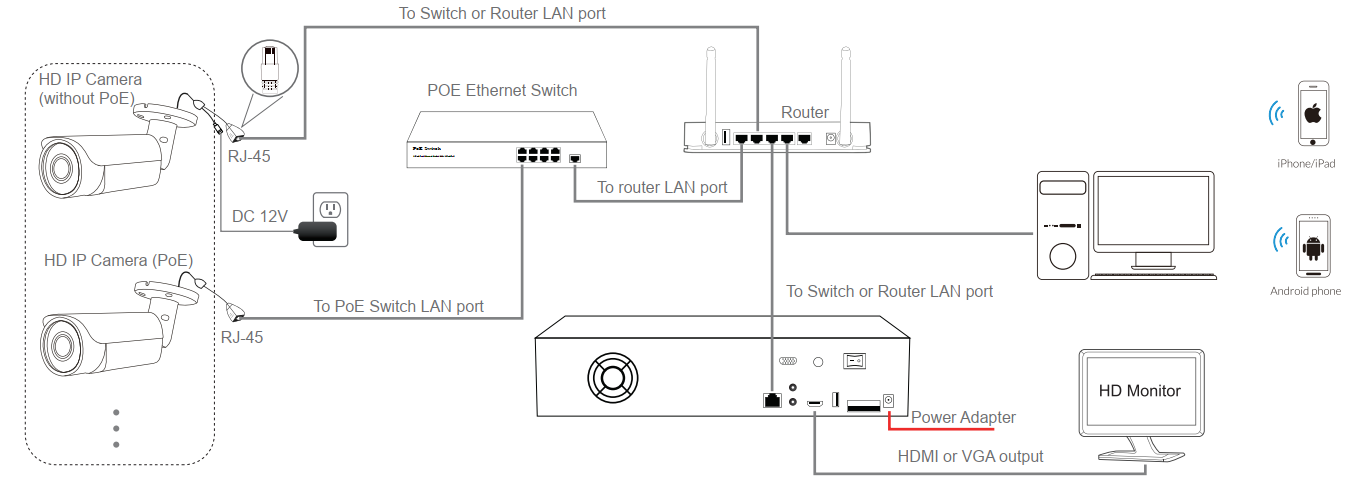 To Switch or Router LAN port
HD IP Camera
(without PoE)
RJ-45
DC 12V
POE Ethernet Switch
PoE Switch
Router
To router LAN port
iPhone/iPad
Android phone
HD IP Camera (PoE)
To PoE Switch LAN port
RJ-45
To Switch or Router LAN port
Power Adapter
HDMI or VGA output
HD Monitor